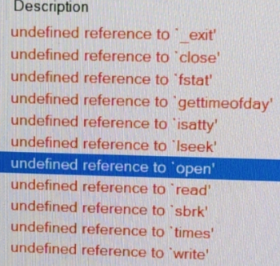 Description
undefined reference to `_exit'
undefined reference to `close'
undefined reference to `fstat'
undefined reference to `gettimeofday'
undefined reference to `isatty'
undefined reference to `lseek'
undefined reference to `open'
undefined reference to `read'
undefined reference to `sbrk'
undefined reference to `times'
undefined reference to `write'